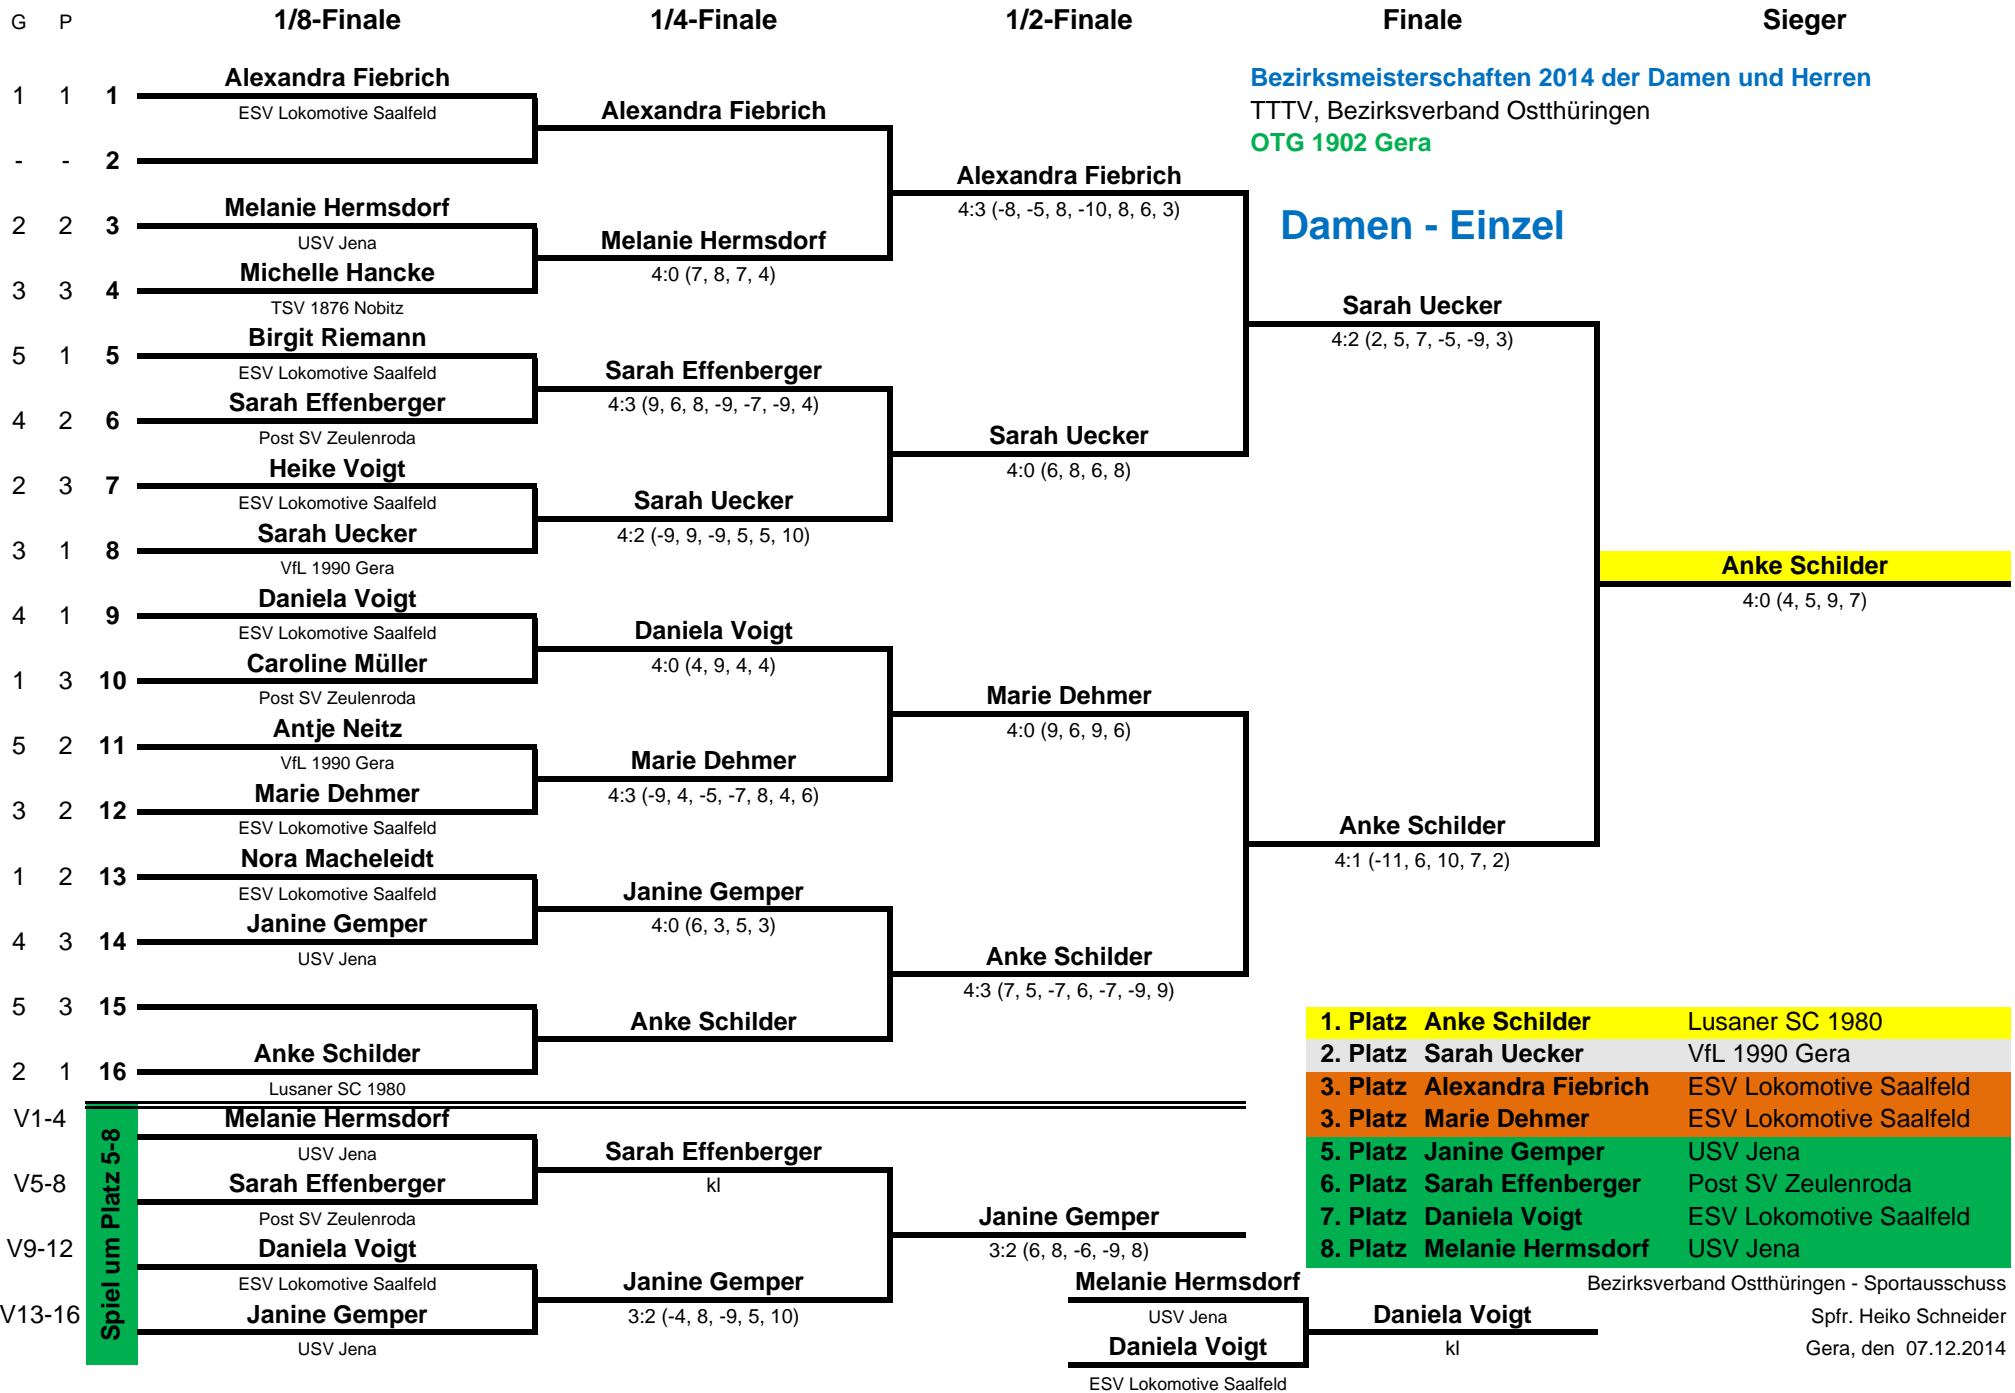 G P 1/8-Finale 1/4-Finale 1/2-Finale Finale Sieger
Bezirksmeisterschaften 2014 der Damen und Herren
TTTV, Bezirksverband Ostthüringen
OTG 1902 Gera
Damen - Einzel
Alexandra Fiebrich
1 1 1
ESV Lokomotive Saalfeld
- - 2
Melanie Hermsdorf
2 2 3
USV Jena
Michelle Hancke
3 3 4
TSV 1876 Nobitz
Birgit Riemann
5 1 5
ESV Lokomotive Saalfeld
Sarah Effenberger
4 2 6
Post SV Zeulenroda
Heike Voigt
2 3 7
ESV Lokomotive Saalfeld
Sarah Uecker
3 1 8
VfL 1990 Gera
Daniela Voigt
4 1 9
ESV Lokomotive Saalfeld
Caroline Müller
1 3 10
Post SV Zeulenroda
Antje Neitz
5 2 11
VfL 1990 Gera
Marie Dehmer
3 2 12
ESV Lokomotive Saalfeld
Nora Macheleidt
1 2 13
ESV Lokomotive Saalfeld
Janine Gemper
4 3 14
USV Jena
5 3 15
Anke Schilder
2 1 16
Lusaner SC 1980
Alexandra Fiebrich
Melanie Hermsdorf
4:0 (7, 8, 7, 4)
Sarah Effenberger
4:3 (9, 6, 8, -9, -7, -9, 4)
Sarah Uecker
4:2 (-9, 9, -9, 5, 5, 10)
Daniela Voigt
4:0 (4, 9, 4, 4)
Marie Dehmer
4:3 (-9, 4, -5, -7, 8, 4, 6)
Janine Gemper
4:0 (6, 3, 5, 3)
Anke Schilder
Alexandra Fiebrich
4:3 (-8, -5, 8, -10, 8, 6, 3)
Sarah Uecker
4:0 (6, 8, 6, 8)
Marie Dehmer
4:0 (9, 6, 9, 6)
Anke Schilder
4:3 (7, 5, -7, 6, -7, -9, 9)
Sarah Uecker
4:2 (2, 5, 7, -5, -9, 3)
Anke Schilder
4:1 (-11, 6, 10, 7, 2)
Anke Schilder
4:0 (4, 5, 9, 7)
Spiel um Platz 5-8
V1-4 Melanie Hermsdorf
USV Jena
V5-8 Sarah Effenberger
Post SV Zeulenroda
V9-12 Daniela Voigt
ESV Lokomotive Saalfeld
V13-16 Janine Gemper
USV Jena
Sarah Effenberger
kl
Janine Gemper
3:2 (-4, 8, -9, 5, 10)
Janine Gemper
3:2 (6, 8, -6, -9, 8)
Melanie Hermsdorf
USV Jena
Daniela Voigt
ESV Lokomotive Saalfeld
Daniela Voigt
kl
1. Platz Anke Schilder Lusaner SC 1980
2. Platz Sarah Uecker VfL 1990 Gera
3. Platz Alexandra Fiebrich ESV Lokomotive Saalfeld
3. Platz Marie Dehmer ESV Lokomotive Saalfeld
5. Platz Janine Gemper USV Jena
6. Platz Sarah Effenberger Post SV Zeulenroda
7. Platz Daniela Voigt ESV Lokomotive Saalfeld
8. Platz Melanie Hermsdorf USV Jena
Bezirksverband Ostthüringen - Sportausschuss
Spfr. Heiko Schneider
Gera, den 07.12.2014